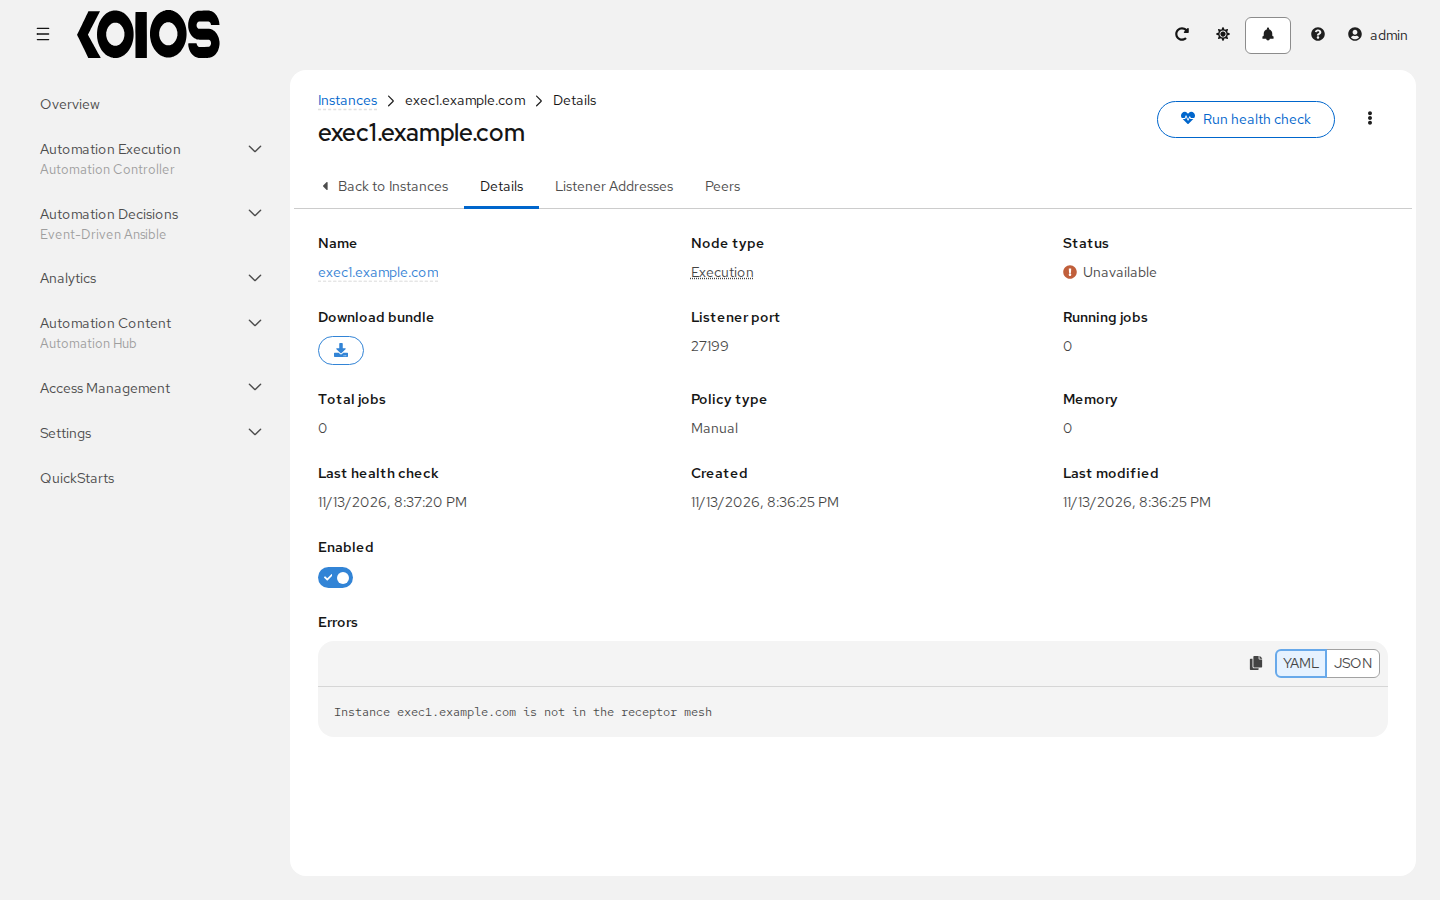 KOIOS
admin
Overview
Automation Execution
Automation Controller
Automation Decisions
Event-Driven Ansible
Analytics
Automation Content
Automation Hub
Access Management
Settings
QuickStarts
Instances
exec1.example.com
Details
exec1.example.com
Run health check
Back to Instances
Details
Listener Addresses
Peers
Name
exec1.example.com
Node type
Execution
Status
Unavailable
Download bundle
Listener port
27199
Running jobs
0
Total jobs
0
Policy type
Manual
Memory
0
Last health check
11/13/2026, 8:37:20 PM
Created
11/13/2026, 8:36:25 PM
Last modified
11/13/2026, 8:36:25 PM
Enabled
Errors
YAML
JSON
Instance exec1.example.com is not in the receptor mesh